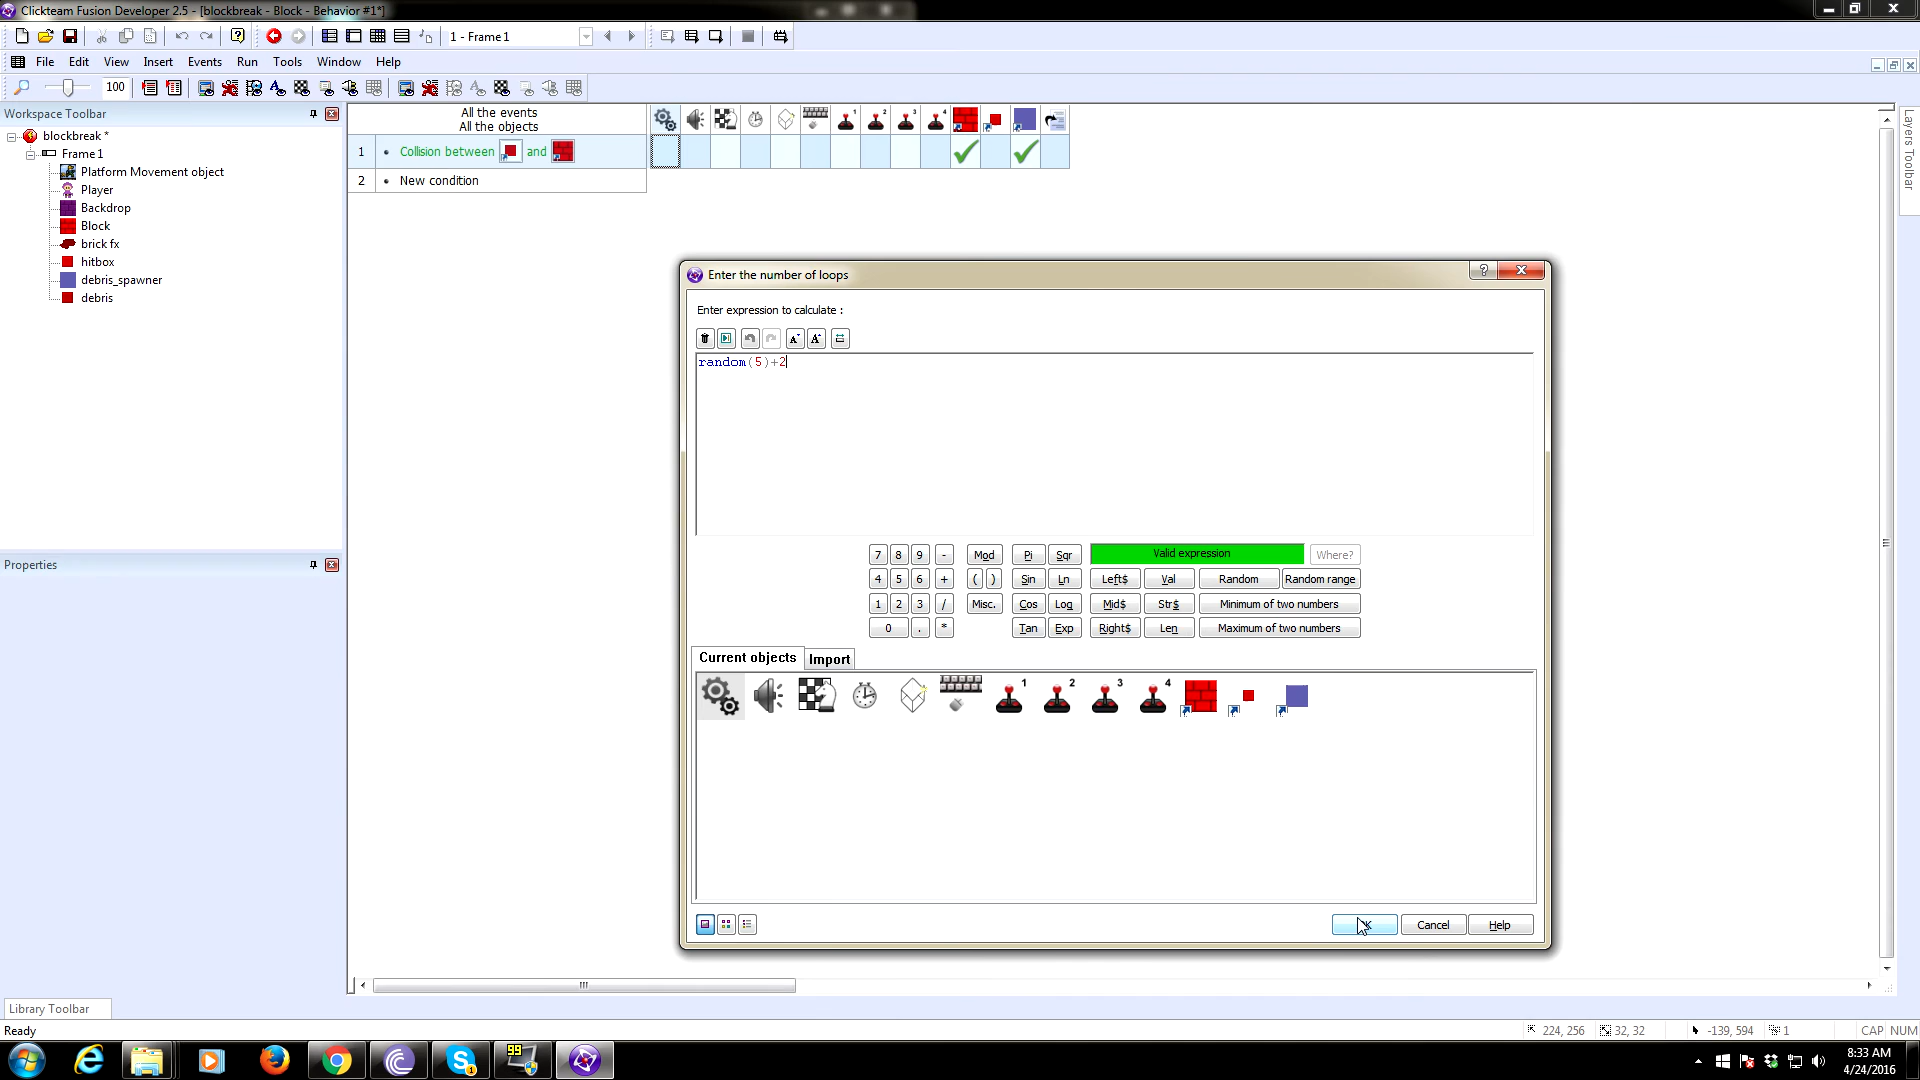 Clickteam Fusion Developer 2.5 - [blockbreak - Block - Behavior #1*]
1 - Frame 1
File Edit View Insert Events Run Tools Window Help
100
Workspace Toolbar
blockbreak *
Frame 1
Platform Movement object
Player
Backdrop
Block
brick fx
hitbox
debris_spawner
debris
Properties
Library Toolbar
Ready
All the events
All the objects
1 2 3 4
1 • Collision between and
2 • New condition
Layers Toolbar
Enter the number of loops
Enter expression to calculate :
random(5)+2
7 8 9 - Mod Pi Sqr Valid expression Where?
4 5 6 + ( ) Sin Ln Left$ Val Random Random range
1 2 3 / Misc. Cos Log Mid$ Str$ Minimum of two numbers
0 . * Tan Exp Right$ Len Maximum of two numbers
Current objects Import
1 2 3 4
Cancel Help
224, 256 32, 32 -139, 594 1 CAP NUM
99
1
8:33 AM
4/24/2016